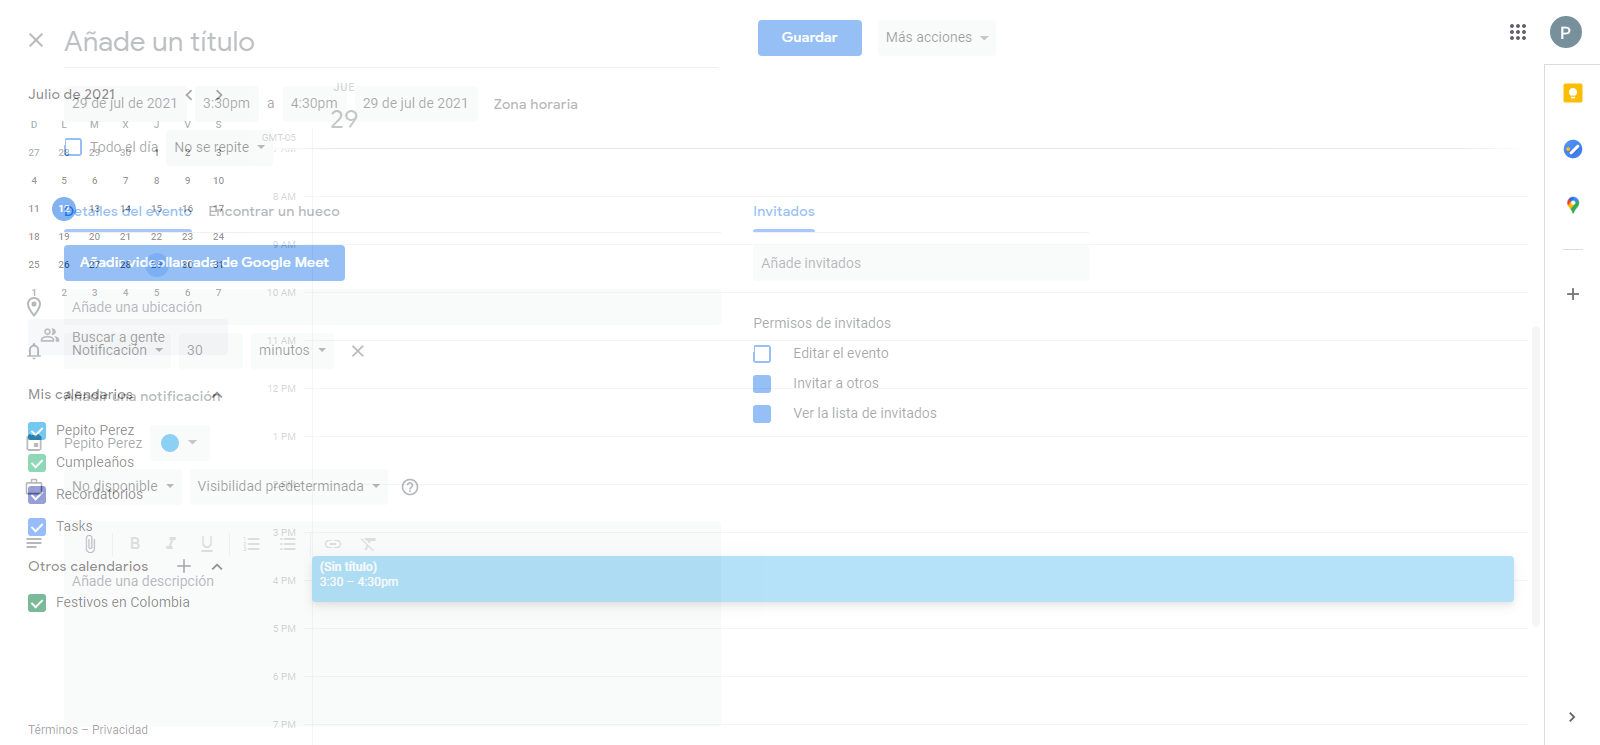 Añade un título
Guardar
Más acciones
P
Julio de 2021
29 de jul de 2021
3:30pm
a
4:30pm
29 de jul de 2021
Zona horaria
JUE
29
GMT-05
D L M X J V S
27 28 29 30 1 2 3
Todo el día
No se repite
4 5 6 7 8 9 10
8 AM
11 12 13 14 15 16 17
Detalles del evento
Encontrar un hueco
Invitados
18 19 20 21 22 23 24
9 AM
Añadir videollamada de Google Meet
Añade invitados
25 26 27 28 29 30 31
1 2 3 4 5 6 7
10 AM
Añade una ubicación
Buscar a gente
Permisos de invitados
11 AM
Notificación
30
minutos
Editar el evento
Invitar a otros
12 PM
Mis calendarios
Añadir una notificación
Ver la lista de invitados
Pepito Perez
1 PM
Pepito Perez
Cumpleaños
No disponible
Visibilidad predeterminada
Recordatorios
Tasks
3 PM
B I U
Otros calendarios
(Sin título)
3:30 – 4:30pm
4 PM
Añade una descripción
Festivos en Colombia
5 PM
6 PM
7 PM
Términos – Privacidad